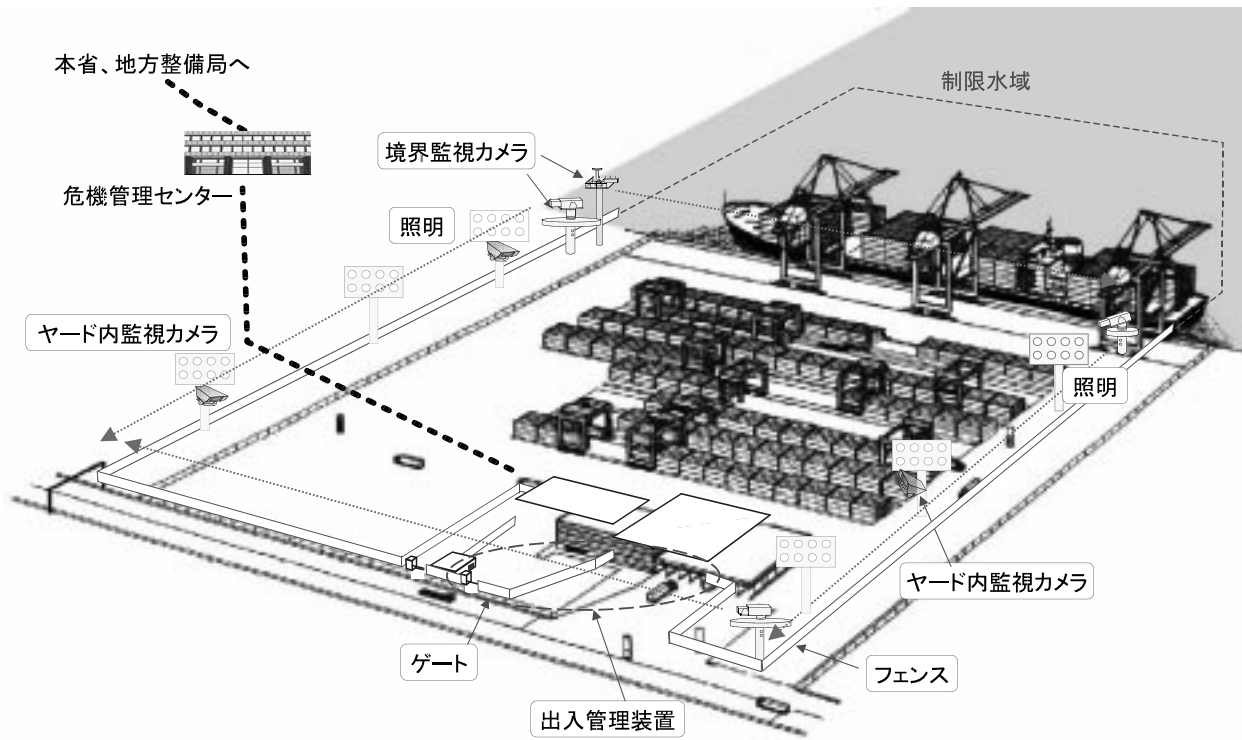 本省、地方整備局へ
制限水域
境界監視カメラ
危機管理センター
照明
ヤード内監視カメラ
照明
ヤード内監視カメラ
ゲート
フェンス
出入管理装置